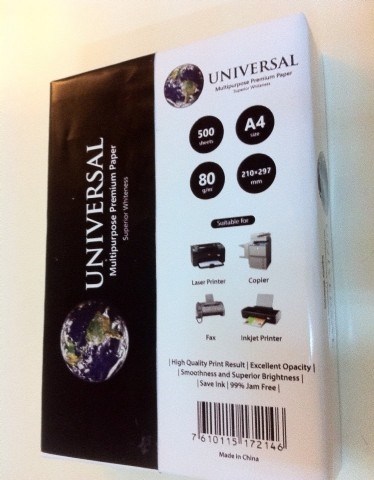 UNIVERSAL
Multipurpose Premium Paper
Superior Whiteness
UNIVERSAL
Multipurpose Premium Paper
Superior Whiteness
500
sheets
A4
size
80
210×297
mm
Suitable for
Laser Printer
Copier
Fax
Inkjet Printer
| High Quality Print Result | Excellent Opacity |
| Smoothness and Superior Brightness |
| Save Ink | 99% Jam Free |
7 610115 172146
Made in China